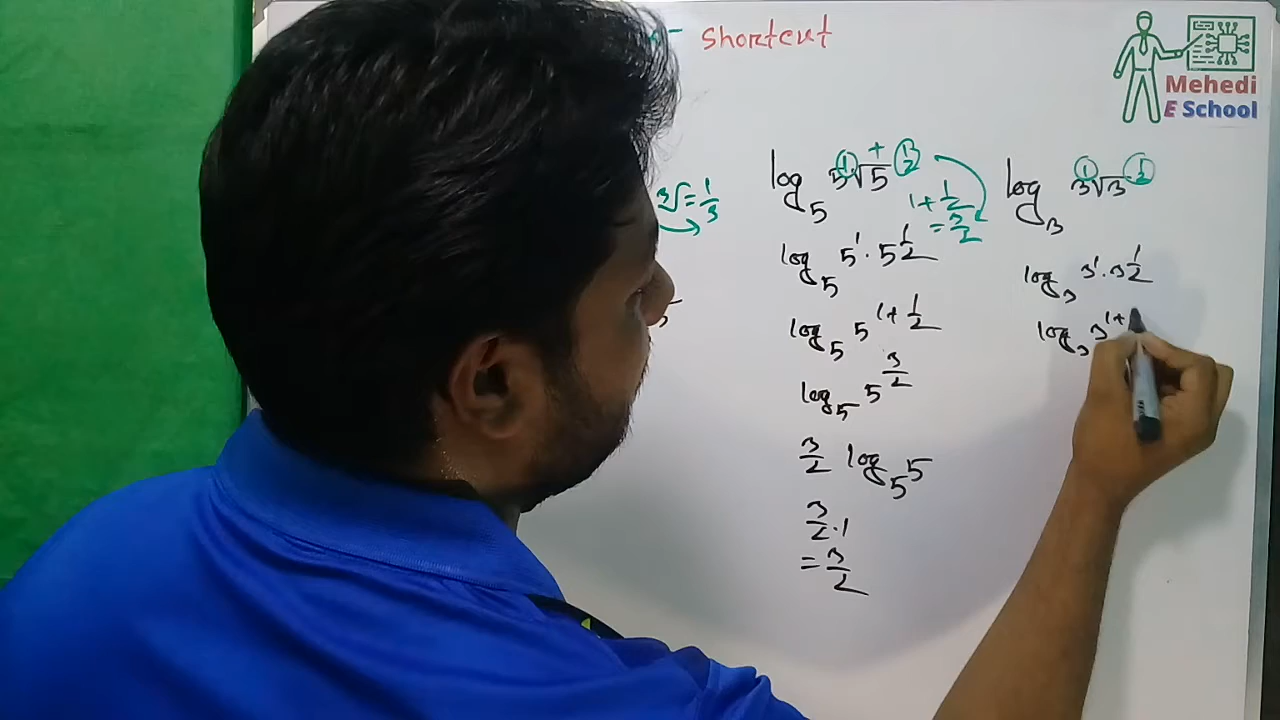 shortcut
Mehedi
E School
3√ = 1/3
log₅ 5√5
1 + 1/2
= 3/2
log₅ 5¹ · 5^1/2
log₅ 5^1 + 1/2
log₅ 5^3/2
3/2 log₅ 5
3/2 · 1
= 3/2
log₃ 3√3
log₃ 3¹ · 3^1/2
log₃ 3^1+